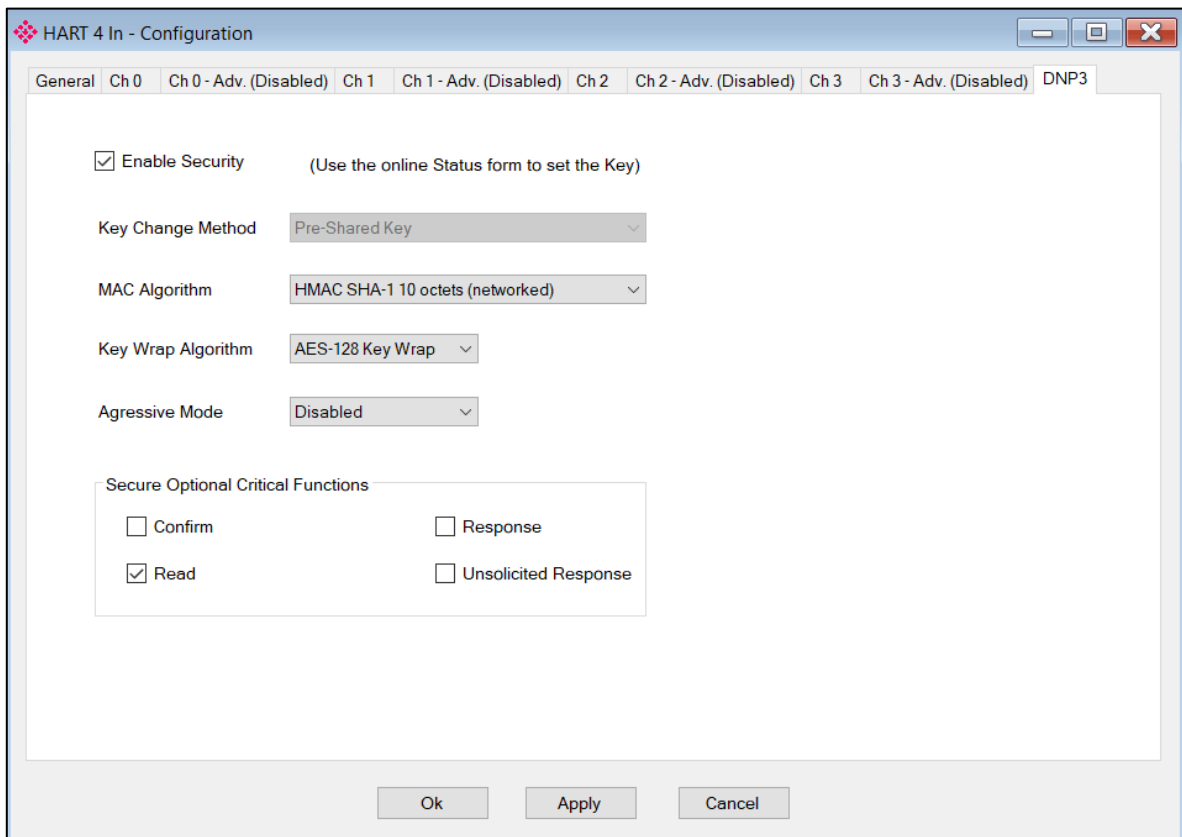 HART 4 In - Configuration
General Ch 0 Ch 0 - Adv. (Disabled) Ch 1 Ch 1 - Adv. (Disabled) Ch 2 Ch 2 - Adv. (Disabled) Ch 3 Ch 3 - Adv. (Disabled) DNP3
Enable Security (Use the online Status form to set the Key)
Key Change Method Pre-Shared Key
MAC Algorithm HMAC SHA-1 10 octets (networked)
Key Wrap Algorithm AES-128 Key Wrap
Agressive Mode Disabled
Secure Optional Critical Functions
Confirm Response
Read Unsolicited Response
Ok Apply Cancel